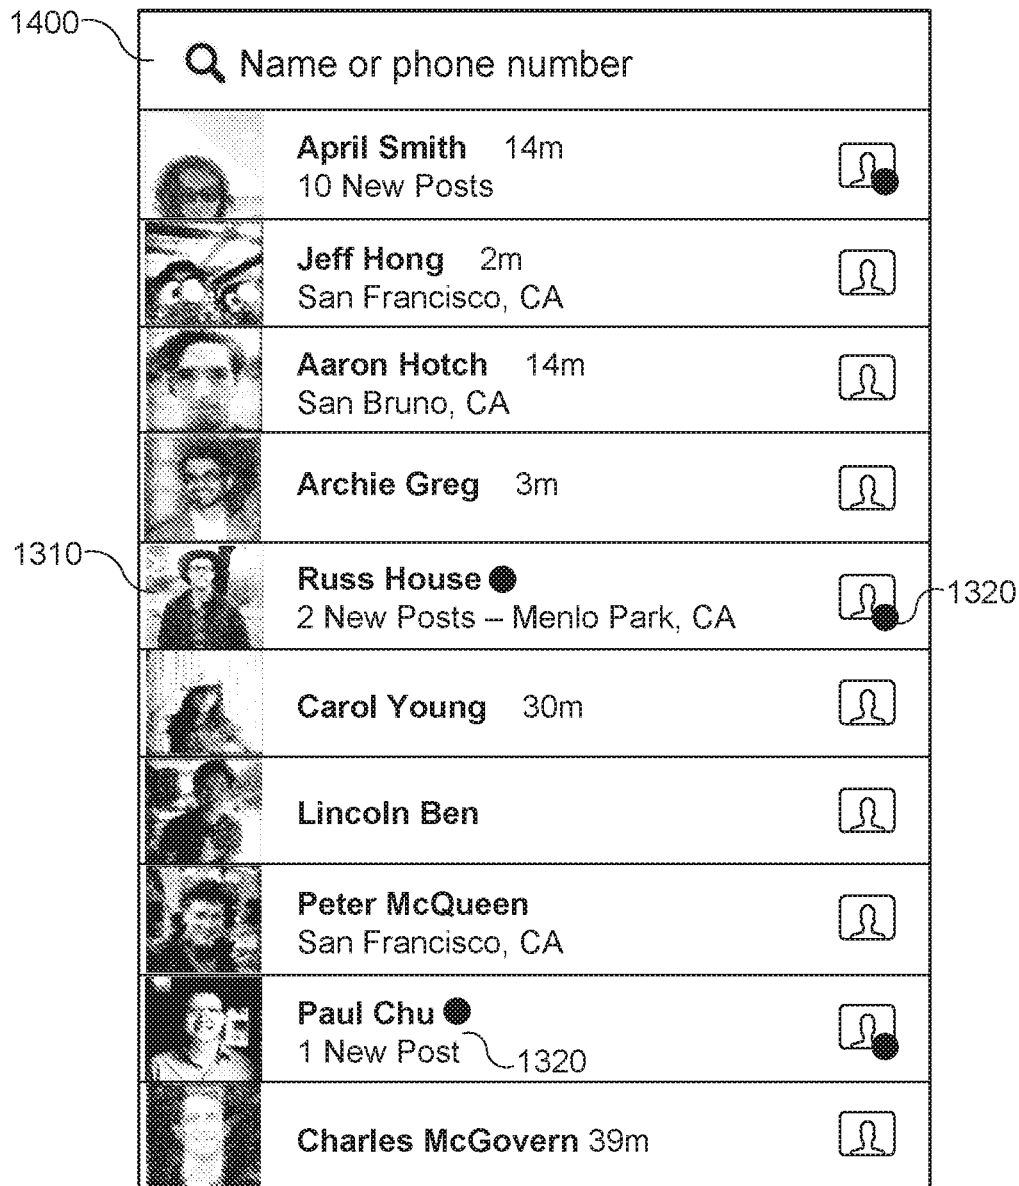 1400
Name or phone number
April Smith 14m
10 New Posts
Jeff Hong 2m
San Francisco, CA
Aaron Hotch 14m
San Bruno, CA
Archie Greg 3m
1310
Russ House
2 New Posts – Menlo Park, CA
1320
Carol Young 30m
Lincoln Ben
Peter McQueen
San Francisco, CA
Paul Chu
1 New Post
1320
Charles McGovern 39m